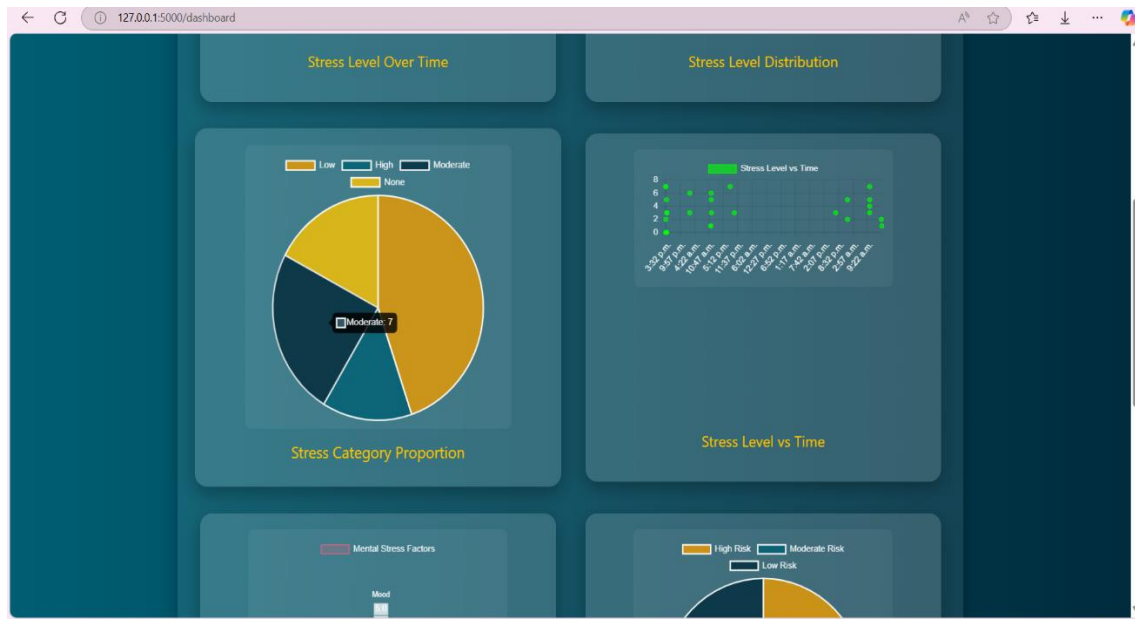 127.0.0.1:5000/dashboard
Stress Level Over Time
Stress Level Distribution
Low High Moderate
None
Moderate: 7
Stress Category Proportion
Stress Level vs Time
8
6
4
2
0
3:32 p.m. 9:57 p.m. 4:22 a.m. 10:47 a.m. 5:12 p.m. 11:37 p.m. 6:02 a.m. 12:27 p.m. 6:52 p.m. 1:17 a.m. 7:42 a.m. 2:07 p.m. 8:32 p.m. 2:57 a.m. 9:22 a.m.
Stress Level vs Time
Mental Stress Factors
Mood
5.0
High Risk Moderate Risk
Low Risk